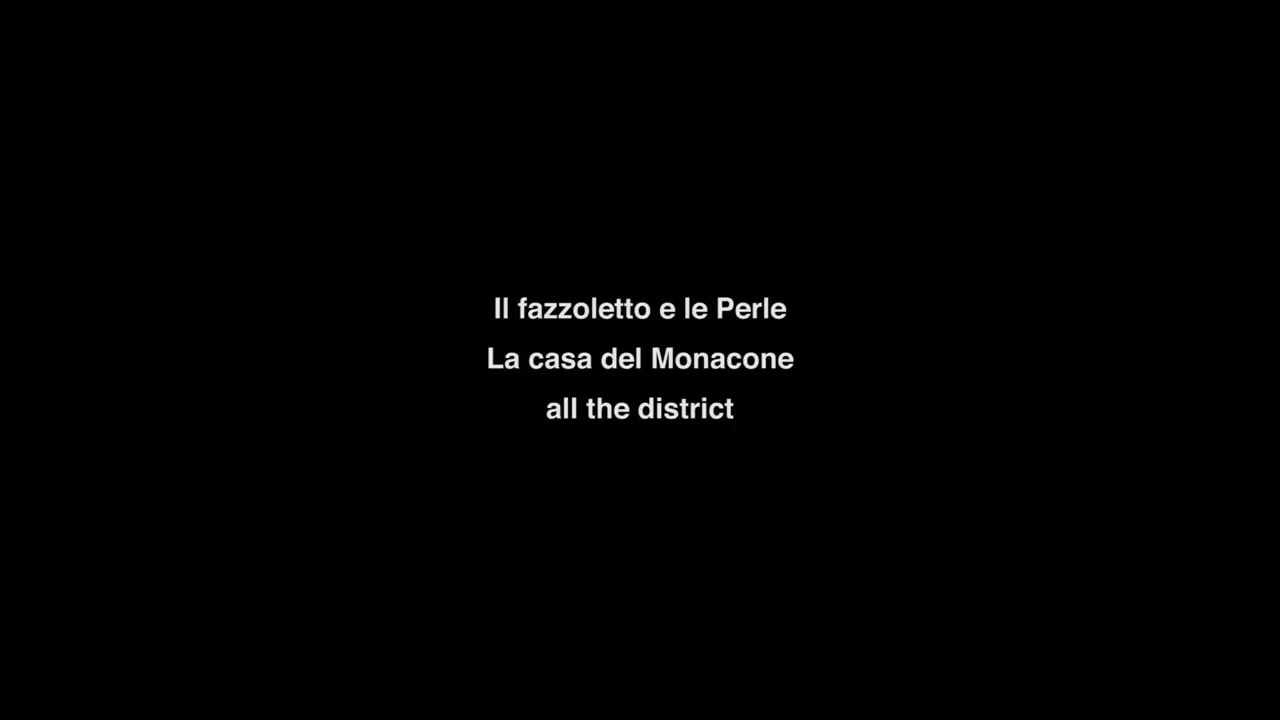 Il fazzoletto e le Perle
La casa del Monacone
all the district